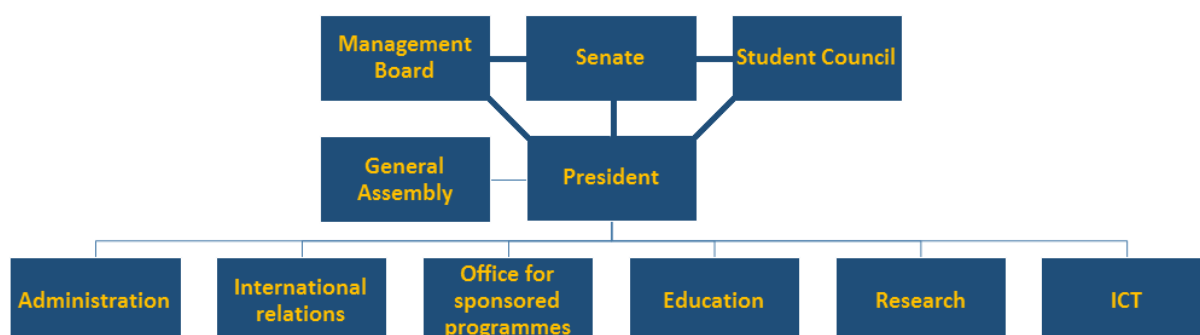 Management
Board
Senate
Student Council
General
Assembly
President
Administration
International
relations
Office for
sponsored
programmes
Education
Research
ICT